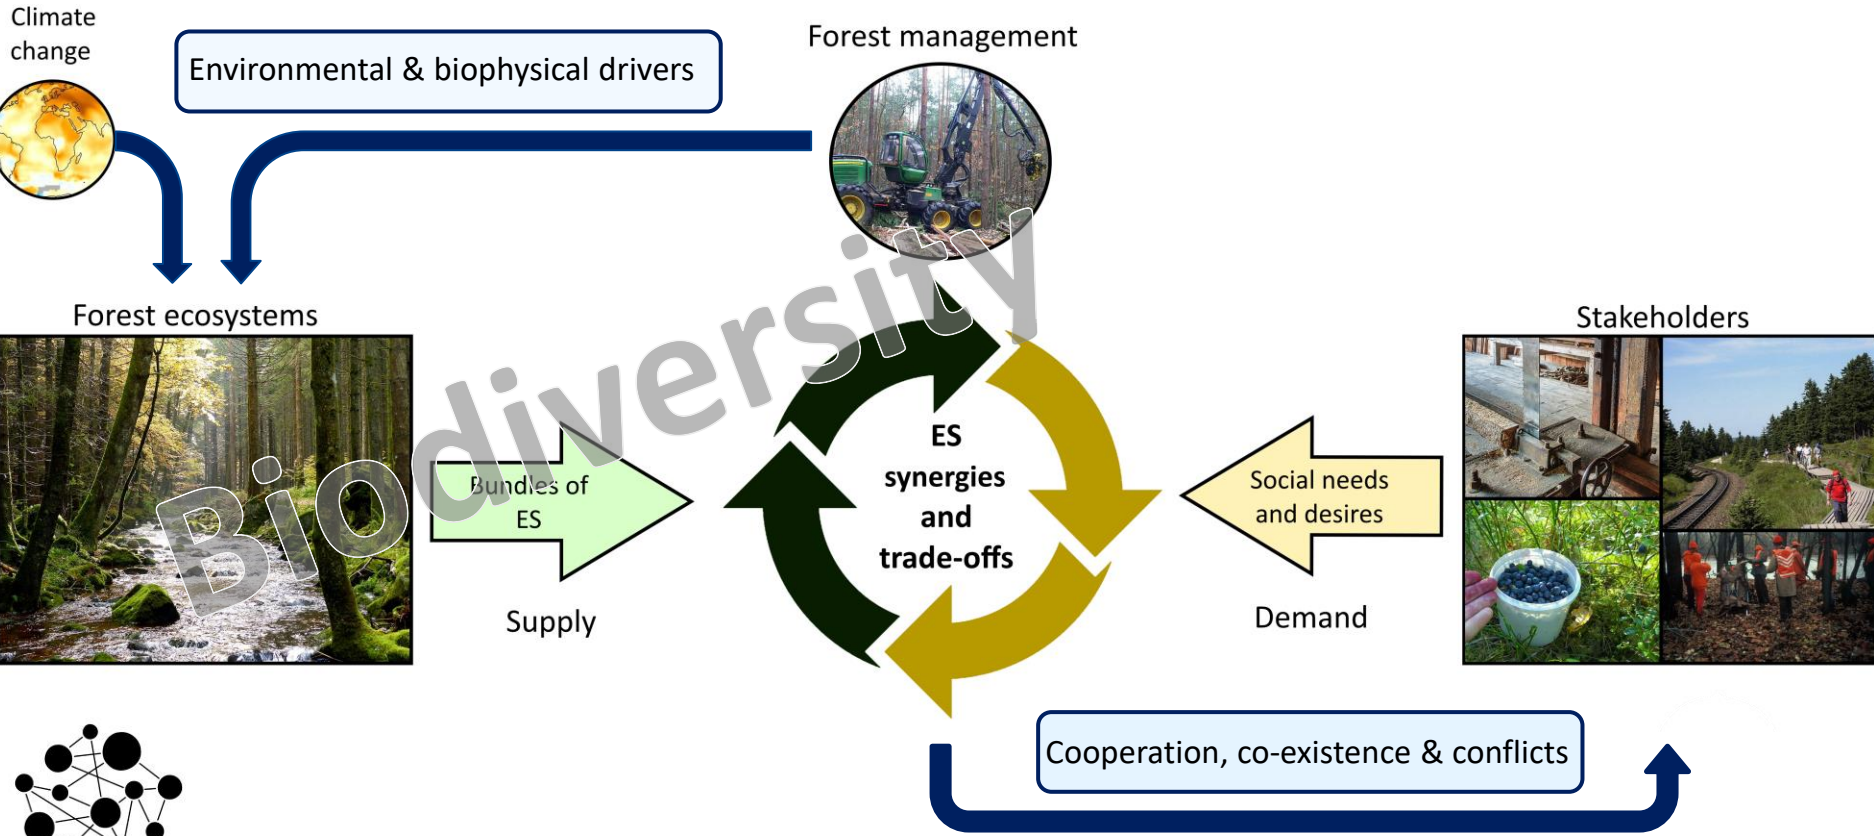 Climate
change
Environmental & biophysical drivers
Forest management
Forest ecosystems
Stakeholders
Biodiversity
Bundles of
ES
ES
synergies
and
trade-offs
Social needs
and desires
Supply
Demand
Cooperation, co-existence & conflicts